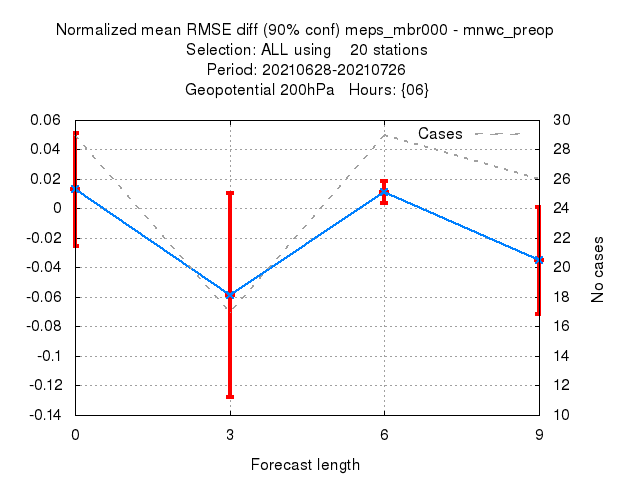 Normalized mean RMSE diff (90% conf) meps_mbr000 - mnwc_preop
Selection: ALL using 20 stations
Period: 20210628-20210726
Geopotential 200hPa Hours: {06}
Cases
0.06
0.04
0.02
0
-0.02
-0.04
-0.06
-0.08
-0.1
-0.12
-0.14
30
28
26
24
22
20
18
16
14
12
10
No cases
0 3 6 9
Forecast length